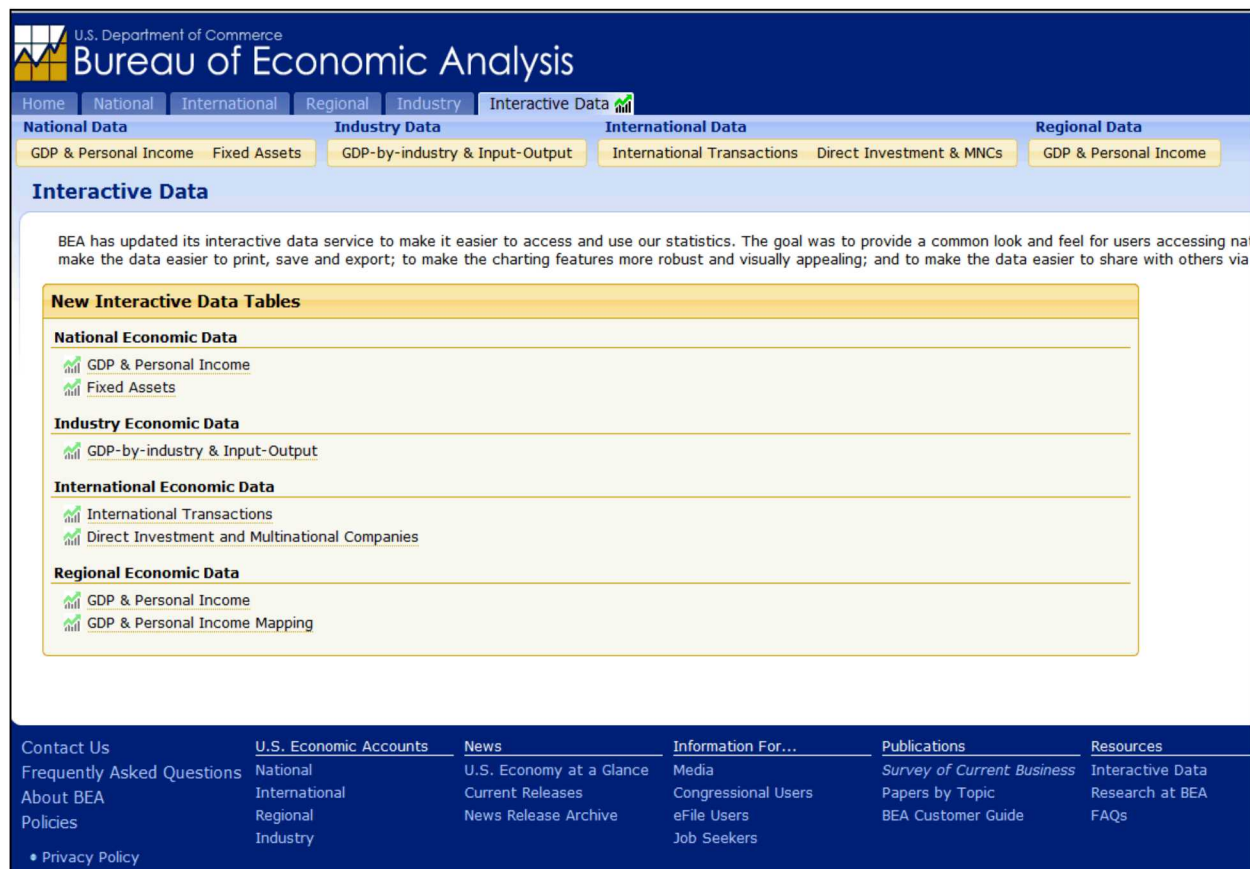 U.S. Department of Commerce
Bureau of Economic Analysis
Home National International Regional Industry Interactive Data
National Data Industry Data International Data Regional Data
GDP & Personal Income Fixed Assets GDP-by-industry & Input-Output International Transactions Direct Investment & MNCs GDP & Personal Income
Interactive Data
BEA has updated its interactive data service to make it easier to access and use our statistics. The goal was to provide a common look and feel for users accessing nat
make the data easier to print, save and export; to make the charting features more robust and visually appealing; and to make the data easier to share with others via
New Interactive Data Tables
National Economic Data
GDP & Personal Income
Fixed Assets
Industry Economic Data
GDP-by-industry & Input-Output
International Economic Data
International Transactions
Direct Investment and Multinational Companies
Regional Economic Data
GDP & Personal Income
GDP & Personal Income Mapping
Contact Us
Frequently Asked Questions
About BEA
Policies
• Privacy Policy
U.S. Economic Accounts
National
International
Regional
Industry
News
U.S. Economy at a Glance
Current Releases
News Release Archive
Information For...
Media
Congressional Users
eFile Users
Job Seekers
Publications
Survey of Current Business
Papers by Topic
BEA Customer Guide
Resources
Interactive Data
Research at BEA
FAQs